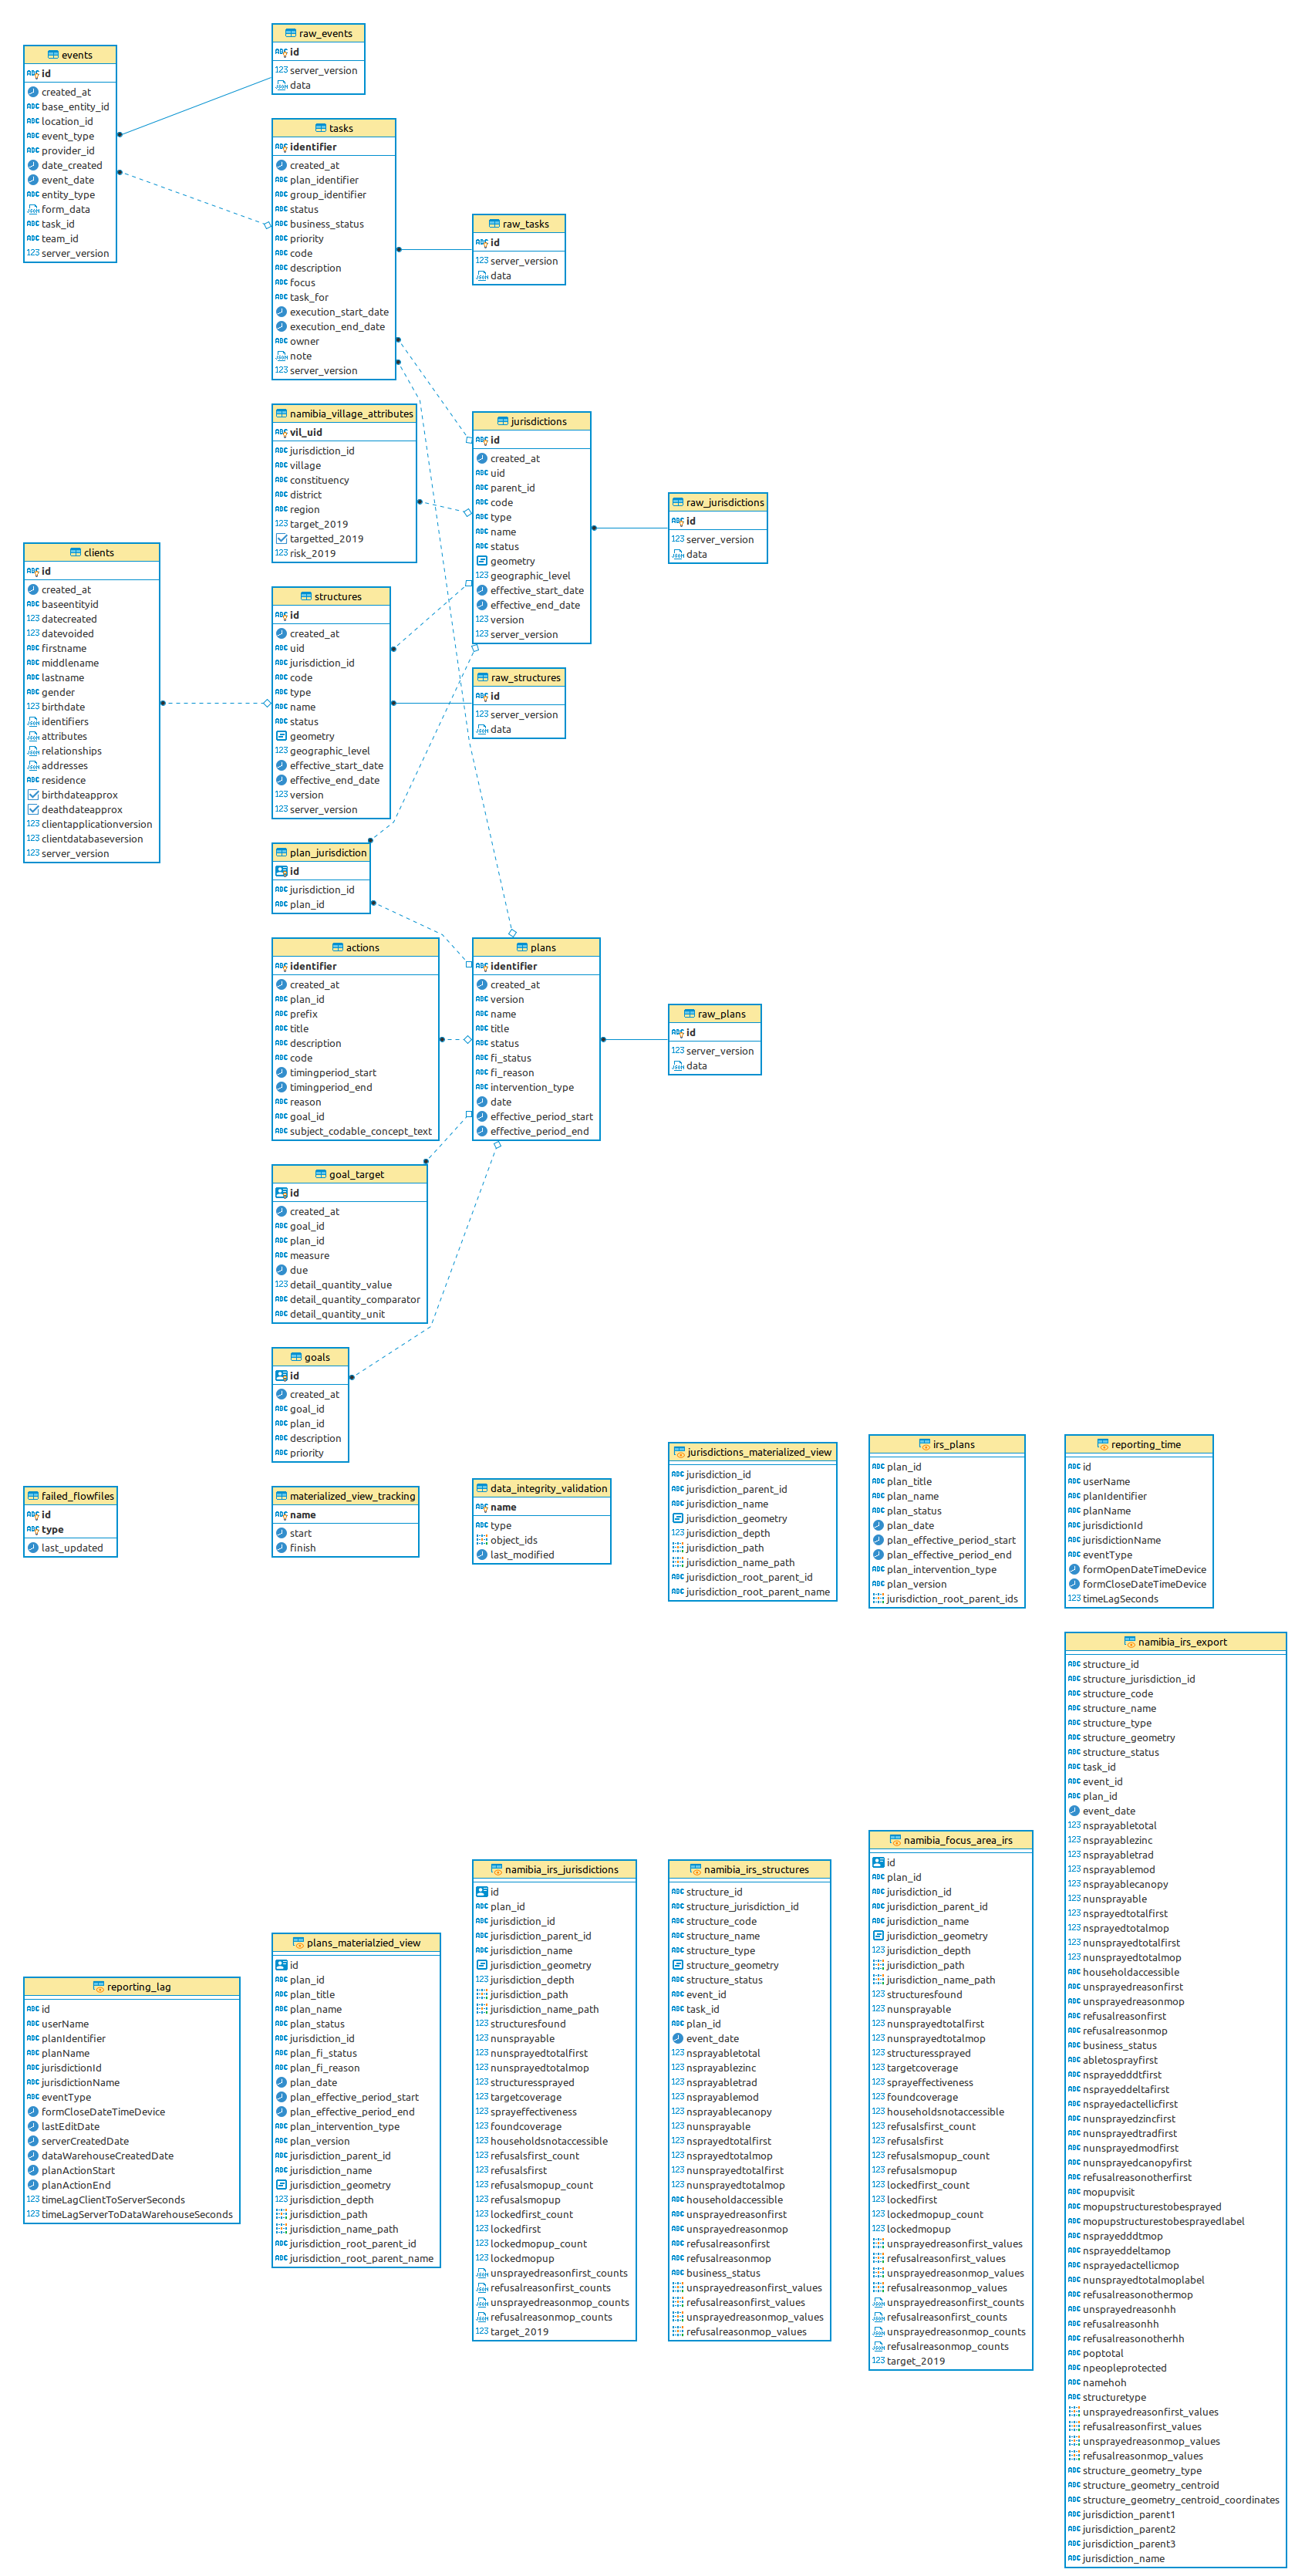 raw_events
id
server_version
data
events
id
created_at
base_entity_id
location_id
event_type
provider_id
date_created
event_date
entity_type
form_data
task_id
team_id
server_version
tasks
identifier
created_at
plan_identifier
group_identifier
status
business_status
priority
code
description
focus
task_for
execution_start_date
execution_end_date
owner
note
server_version
raw_tasks
id
server_version
data
namibia_village_attributes
vil_uid
jurisdiction_id
village
constituency
district
region
target_2019
targetted_2019
risk_2019
jurisdictions
id
created_at
uid
parent_id
code
type
name
status
geometry
geographic_level
effective_start_date
effective_end_date
version
server_version
raw_jurisdictions
id
server_version
data
clients
id
created_at
baseentityid
datecreated
datevoided
firstname
middlename
lastname
gender
birthdate
identifiers
attributes
relationships
addresses
residence
birthdateapprox
deathdateapprox
clientapplicationversion
clientdatabaseversion
server_version
structures
id
created_at
uid
jurisdiction_id
code
type
name
status
geometry
geographic_level
effective_start_date
effective_end_date
version
server_version
raw_structures
id
server_version
data
plan_jurisdiction
id
jurisdiction_id
plan_id
actions
identifier
created_at
plan_id
prefix
title
description
code
timingperiod_start
timingperiod_end
reason
goal_id
subject_codable_concept_text
plans
identifier
created_at
version
name
title
status
fi_status
fi_reason
intervention_type
date
effective_period_start
effective_period_end
raw_plans
id
server_version
data
goal_target
id
created_at
goal_id
plan_id
measure
due
detail_quantity_value
detail_quantity_comparator
detail_quantity_unit
goals
id
created_at
goal_id
plan_id
description
priority
failed_flowfiles
id
type
last_updated
materialized_view_tracking
name
start
finish
data_integrity_validation
name
type
object_ids
last_modified
jurisdictions_materialized_view
jurisdiction_id
jurisdiction_parent_id
jurisdiction_name
jurisdiction_geometry
jurisdiction_depth
jurisdiction_path
jurisdiction_name_path
jurisdiction_root_parent_id
jurisdiction_root_parent_name
irs_plans
plan_id
plan_title
plan_name
plan_status
plan_date
plan_effective_period_start
plan_effective_period_end
plan_intervention_type
plan_version
jurisdiction_root_parent_ids
reporting_time
id
userName
planIdentifier
planName
jurisdictionId
jurisdictionName
eventType
formOpenDateTimeDevice
formCloseDateTimeDevice
timeLagSeconds
reporting_lag
id
userName
planIdentifier
planName
jurisdictionId
jurisdictionName
eventType
formCloseDateTimeDevice
lastEditDate
serverCreatedDate
dataWarehouseCreatedDate
planActionStart
planActionEnd
timeLagClientToServerSeconds
timeLagServerToDataWarehouseSeconds
plans_materialzied_view
id
plan_id
plan_title
plan_name
plan_status
jurisdiction_id
plan_fi_status
plan_fi_reason
plan_date
plan_effective_period_start
plan_effective_period_end
plan_intervention_type
plan_version
jurisdiction_parent_id
jurisdiction_name
jurisdiction_geometry
jurisdiction_depth
jurisdiction_path
jurisdiction_name_path
jurisdiction_root_parent_id
jurisdiction_root_parent_name
namibia_irs_jurisdictions
id
plan_id
jurisdiction_id
jurisdiction_parent_id
jurisdiction_name
jurisdiction_geometry
jurisdiction_depth
jurisdiction_path
jurisdiction_name_path
structuresfound
nunsprayable
nunsprayedtotalfirst
nunsprayedtotalmop
structuressprayed
targetcoverage
sprayeffectiveness
foundcoverage
householdsnotaccessible
refusalsfirst_count
refusalsfirst
refusalsmopup_count
refusalsmopup
lockedfirst_count
lockedfirst
lockedmopup_count
lockedmopup
unsprayedreasonfirst_counts
refusalreasonfirst_counts
unsprayedreasonmop_counts
refusalreasonmop_counts
target_2019
namibia_irs_structures
structure_id
structure_jurisdiction_id
structure_code
structure_name
structure_type
structure_geometry
structure_status
event_id
task_id
plan_id
event_date
nsprayabletotal
nsprayablezinc
nsprayabletrad
nsprayablemod
nsprayablecanopy
nunsprayable
nsprayedtotalfirst
nsprayedtotalmop
nunsprayedtotalfirst
nunsprayedtotalmop
householdaccessible
unsprayedreasonfirst
unsprayedreasonmop
refusalreasonfirst
refusalreasonmop
business_status
unsprayedreasonfirst_values
refusalreasonfirst_values
unsprayedreasonmop_values
refusalreasonmop_values
namibia_focus_area_irs
id
plan_id
jurisdiction_id
jurisdiction_parent_id
jurisdiction_name
jurisdiction_geometry
jurisdiction_depth
jurisdiction_path
jurisdiction_name_path
structuresfound
nunsprayable
nunsprayedtotalfirst
nunsprayedtotalmop
structuressprayed
targetcoverage
sprayeffectiveness
foundcoverage
householdsnotaccessible
refusalsfirst_count
refusalsfirst
refusalsmopup_count
refusalsmopup
lockedfirst_count
lockedfirst
lockedmopup_count
lockedmopup
unsprayedreasonfirst_values
refusalreasonfirst_values
unsprayedreasonmop_values
refusalreasonmop_values
unsprayedreasonfirst_counts
refusalreasonfirst_counts
unsprayedreasonmop_counts
refusalreasonmop_counts
target_2019
namibia_irs_export
structure_id
structure_jurisdiction_id
structure_code
structure_name
structure_type
structure_geometry
structure_status
task_id
event_id
plan_id
event_date
nsprayabletotal
nsprayablezinc
nsprayabletrad
nsprayablemod
nsprayablecanopy
nunsprayable
nsprayedtotalfirst
nsprayedtotalmop
nunsprayedtotalfirst
nunsprayedtotalmop
householdaccessible
unsprayedreasonfirst
unsprayedreasonmop
refusalreasonfirst
refusalreasonmop
business_status
abletosprayfirst
nsprayedddtfirst
nsprayeddeltafirst
nsprayedactellicfirst
nunsprayedzincfirst
nunsprayedtradfirst
nunsprayedmodfirst
nunsprayedcanopyfirst
refusalreasonotherfirst
mopupvisit
mopupstructurestobesprayed
mopupstructurestobesprayedlabel
nsprayedddtmop
nsprayeddeltamop
nsprayedactellicmop
nunsprayedtotalmoplabel
refusalreasonothermop
unsprayedreasonhh
refusalreasonhh
refusalreasonotherhh
poptotal
npeopleprotected
namehoh
structuretype
unsprayedreasonfirst_values
refusalreasonfirst_values
unsprayedreasonmop_values
refusalreasonmop_values
structure_geometry_type
structure_geometry_centroid
structure_geometry_centroid_coordinates
jurisdiction_parent1
jurisdiction_parent2
jurisdiction_parent3
jurisdiction_name